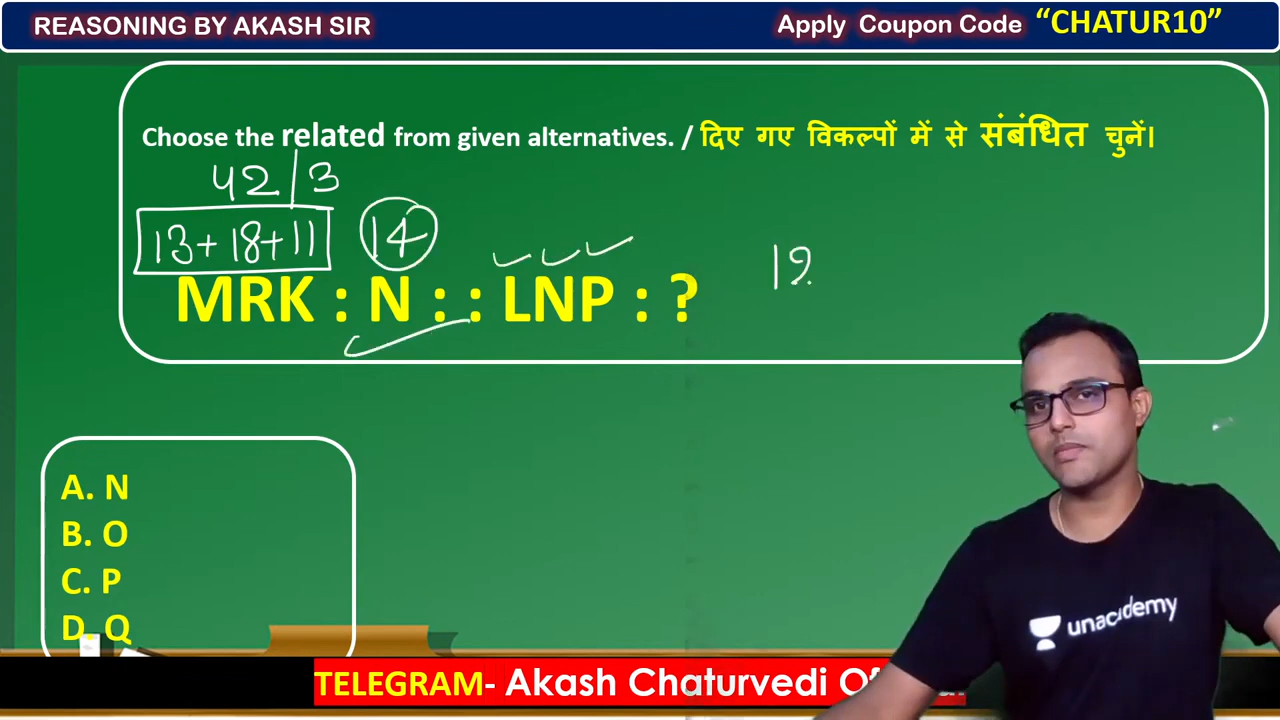 REASONING BY AKASH SIR
Apply Coupon Code “CHATUR10”
Choose the related from given alternatives. / दिए गए विकल्पों में से संबंधित चुनें।
42/3
13+18+11 14
MRK : N : : LNP : ?
12
A. N
B. O
C. P
D. Q
unacademy
TELEGRAM- Akash Chaturvedi